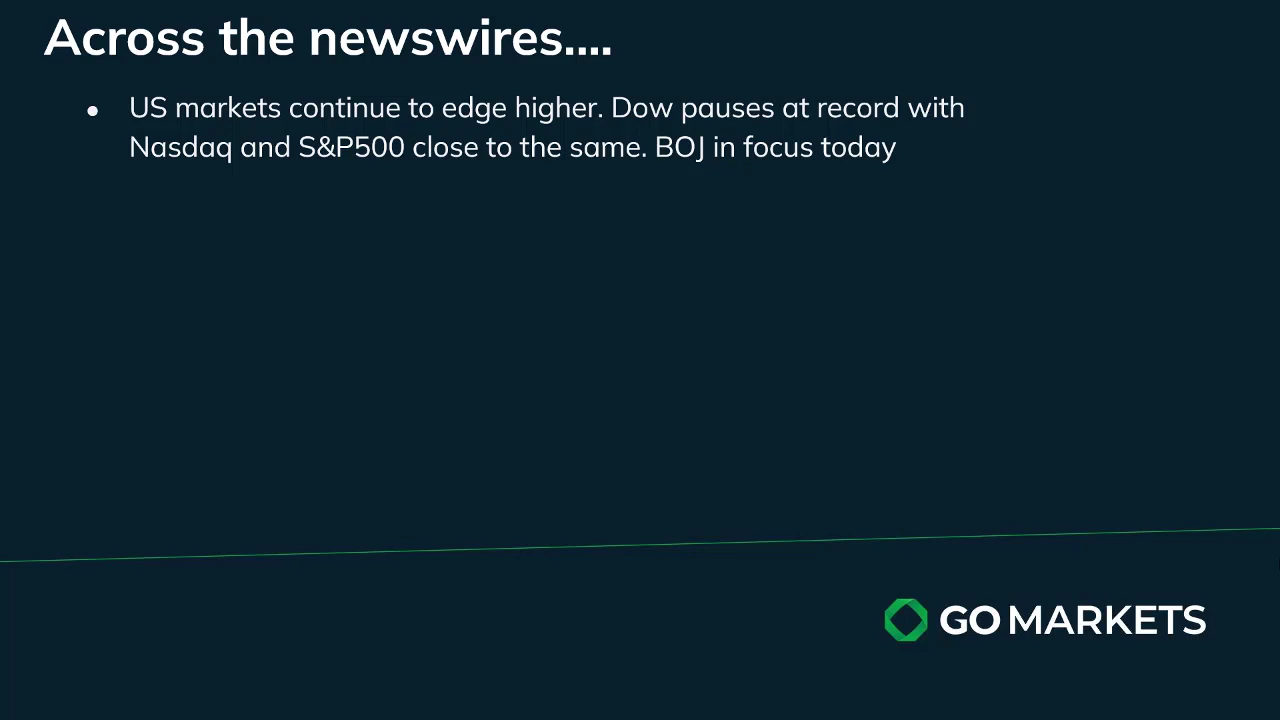 Across the newswires....
● US markets continue to edge higher. Dow pauses at record with
Nasdaq and S&P500 close to the same. BOJ in focus today
GO MARKETS